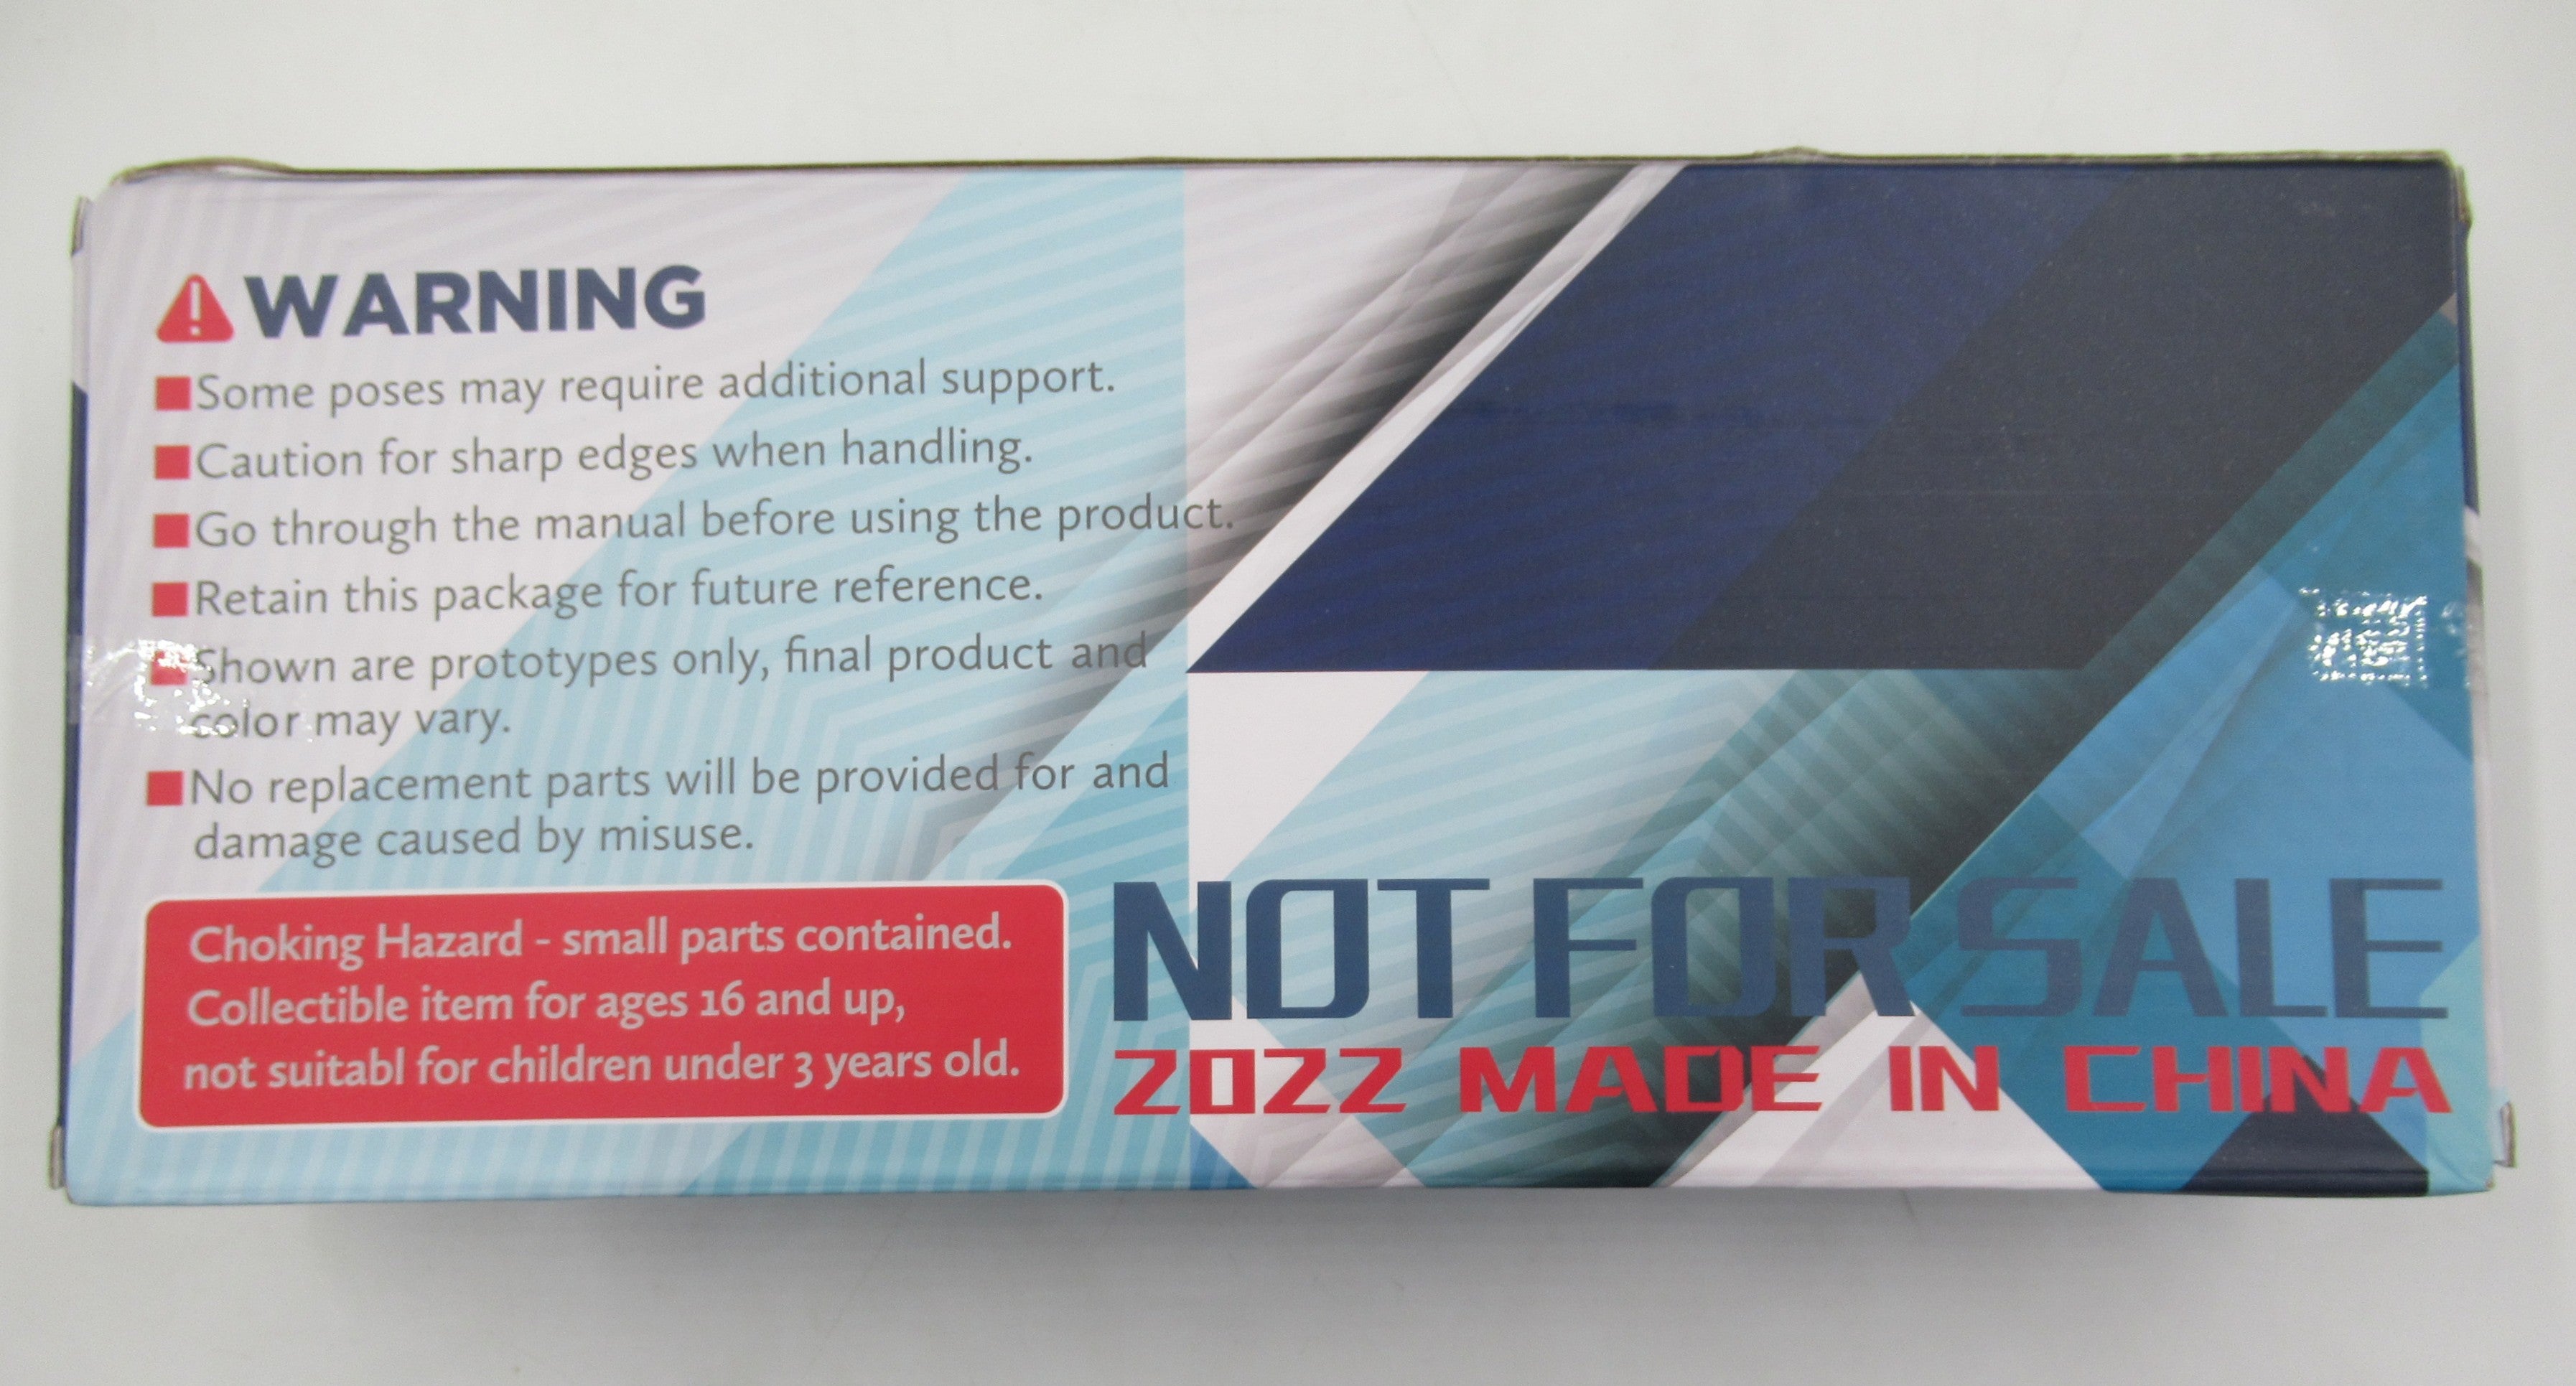 WARNING
Some poses may require additional support.
Caution for sharp edges when handling.
Go through the manual before using the product.
Retain this package for future reference.
Shown are prototypes only, final product and
color may vary.
No replacement parts will be provided for and
damage caused by misuse.
Choking Hazard - small parts contained.
Collectible item for ages 16 and up,
not suitabl for children under 3 years old.
NOT FOR SALE
2022 MADE IN CHINA